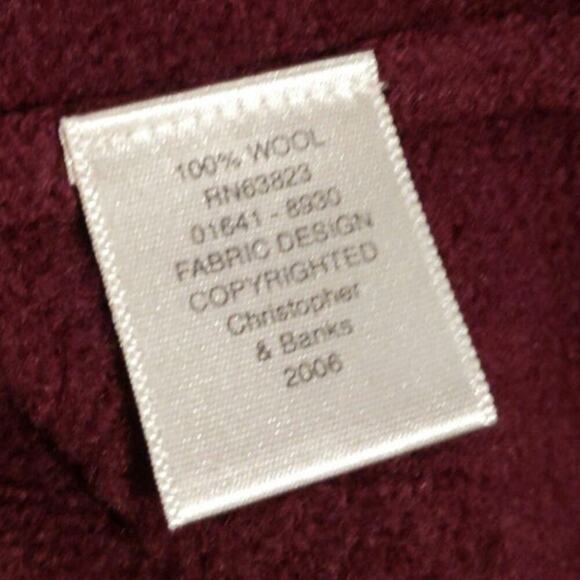 100% WOOL
RN63823
01641 - 8930
FABRIC DESIGN
COPYRIGHTED
Christopher
& Banks
2006